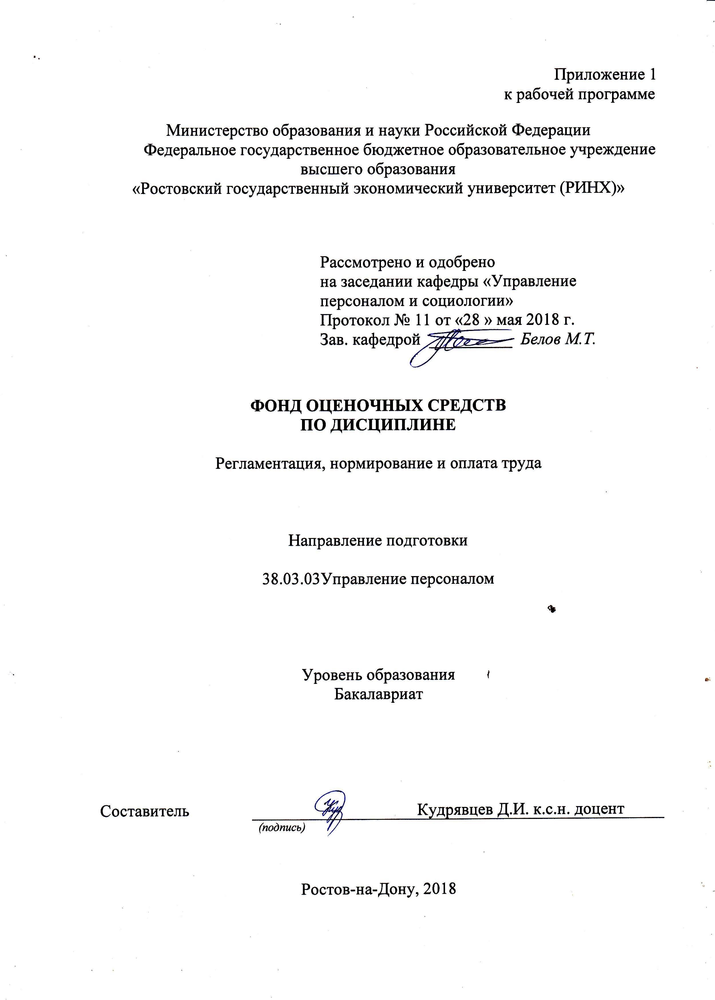 Приложение 1
к рабочей программе
Министерство образования и науки Российской Федерации
Федеральное государственное бюджетное образовательное учреждение
высшего образования
«Ростовский государственный экономический университет (РИНХ)»
Рассмотрено и одобрено
на заседании кафедры «Управление
персоналом и социологии»
Протокол № 11 от «28 » мая 2018 г.
Зав. кафедрой Белов М.Т.
ФОНД ОЦЕНОЧНЫХ СРЕДСТВ
ПО ДИСЦИПЛИНЕ
Регламентация, нормирование и оплата труда
Направление подготовки
38.03.03Управление персоналом
Уровень образования
Бакалавриат
Составитель Кудрявцев Д.И. к.с.н. доцент
(подпись)
Ростов-на-Дону, 2018